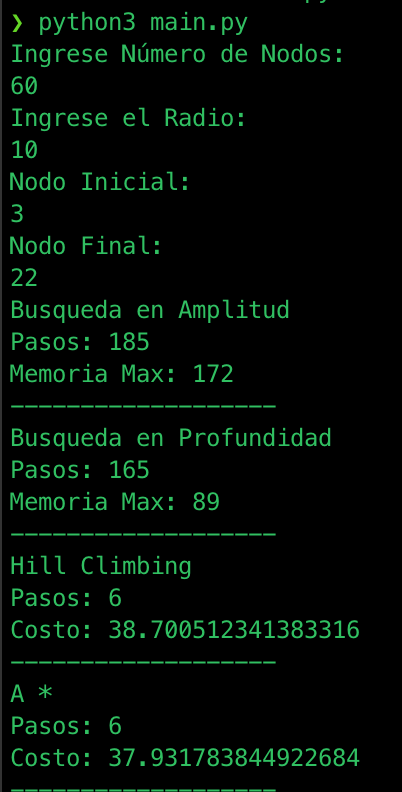 ❯ python3 main.py
Ingrese Número de Nodos:
60
Ingrese el Radio:
10
Nodo Inicial:
3
Nodo Final:
22
Busqueda en Amplitud
Pasos: 185
Memoria Max: 172
-------------------
Busqueda en Profundidad
Pasos: 165
Memoria Max: 89
-------------------
Hill Climbing
Pasos: 6
Costo: 38.700512341383316
-------------------
A *
Pasos: 6
Costo: 37.931783844922684
-------------------